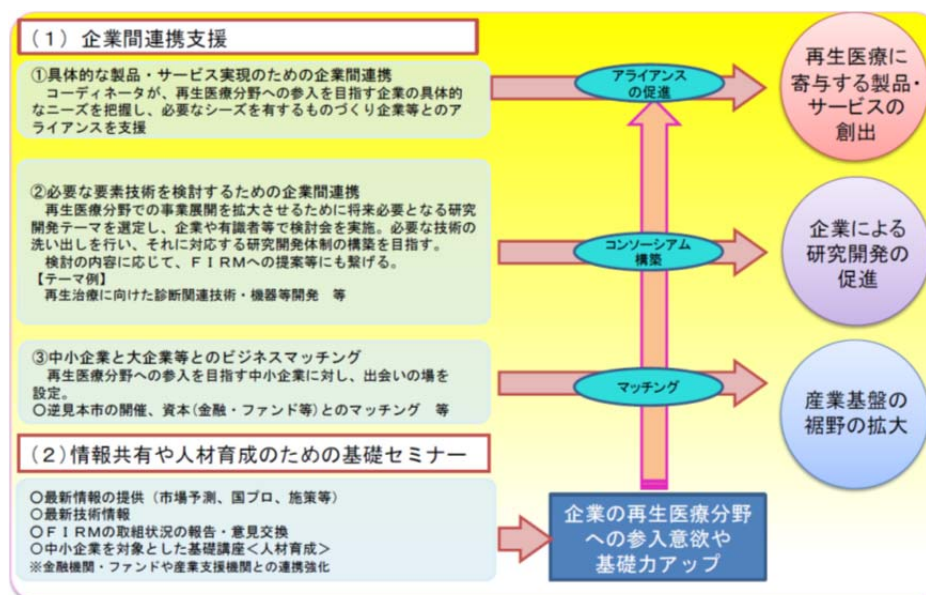 (1) 企業間連携支援
①具体的な製品・サービス実現のための企業間連携
コーディネータが、再生医療分野への参入を目指す企業の具体的
なニーズを把握し、必要なシーズを有するものづくり企業等とのア
ライアンスを支援
アライアンス
の促進
再生医療に
寄与する製品・
サービスの
創出
②必要な要素技術を検討するための企業間連携
再生医療分野での事業展開を拡大させるために将来必要となる研究
開発テーマを選定し、企業や有識者等で検討会を実施。必要な技術の
洗い出しを行い、それに対応する研究開発体制の構築を目指す。
検討の内容に応じて、FIRMへの提案等にも繋げる。
【テーマ例】
再生治療に向けた診断関連技術・機器等開発 等
コンソーシアム
構築
企業による
研究開発の
促進
③中小企業と大企業等とのビジネスマッチング
再生医療分野への参入を目指す中小企業に対し、出会いの場を
設定。
○逆見本市の開催、資本(金融・ファンド等)とのマッチング 等
マッチング
産業基盤の
裾野の拡大
(2)情報共有や人材育成のための基礎セミナー
○最新情報の提供(市場予測、国プロ、施策等)
○最新技術情報
○FIRMの取組状況の報告・意見交換
○中小企業を対象とした基礎講座<人材育成>
※金融機関・ファンドや産業支援機関との連携強化
企業の再生医療分野
への参入意欲や
基礎力アップ